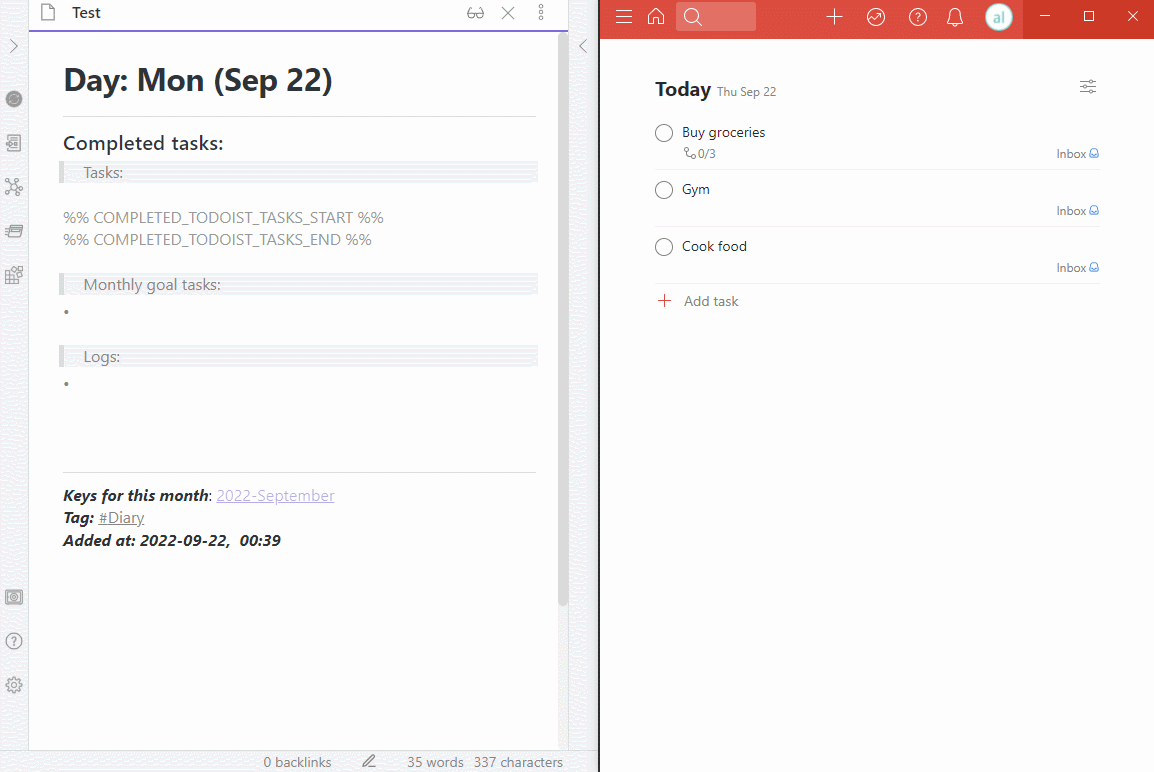 Test
Day: Mon (Sep 22)
Completed tasks:
Tasks:
%% COMPLETED_TODOIST_TASKS_START %%
%% COMPLETED_TODOIST_TASKS_END %%
Monthly goal tasks:
•
Logs:
•
Keys for this month: 2022-September
Tag: #Diary
Added at: 2022-09-22, 00:39
0 backlinks 35 words 337 characters
al
Today Thu Sep 22
Buy groceries
0/3 Inbox
Gym
Inbox
Cook food
Inbox
+ Add task